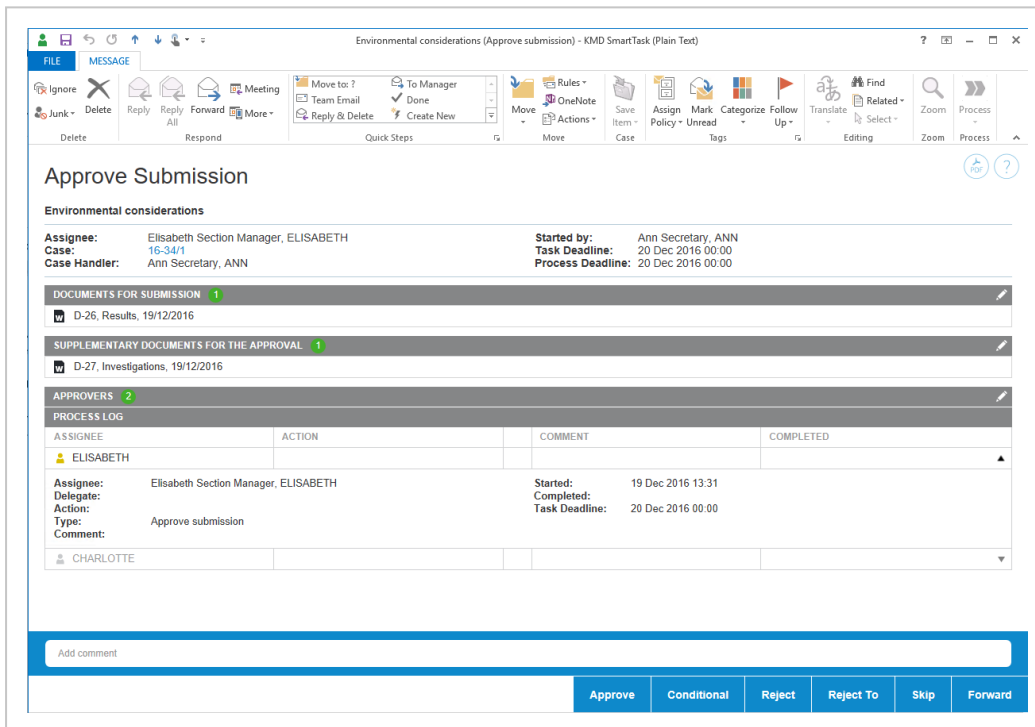 Environmental considerations (Approve submission) - KMD SmartTask (Plain Text)
FILE MESSAGE
Ignore
Junk
Delete
Reply
Reply All
Forward
Meeting
More
Move to: ?
Team Email
Reply & Delete
To Manager
Done
Create New
Move
Rules
OneNote
Actions
Save Item
Assign Policy
Mark Unread
Categorize
Follow Up
Translate
Find
Related
Select
Zoom
Process
Delete Respond Quick Steps Move Case Tags Editing Zoom Process
Approve Submission
PDF ?
Environmental considerations
Assignee: Elisabeth Section Manager, ELISABETH Started by: Ann Secretary, ANN
Case: 16-34/1 Task Deadline: 20 Dec 2016 00:00
Case Handler: Ann Secretary, ANN Process Deadline: 20 Dec 2016 00:00
DOCUMENTS FOR SUBMISSION 1
W D-26, Results, 19/12/2016
SUPPLEMENTARY DOCUMENTS FOR THE APPROVAL 1
W D-27, Investigations, 19/12/2016
APPROVERS 2
PROCESS LOG
ASSIGNEE ACTION COMMENT COMPLETED
ELISABETH
Assignee: Elisabeth Section Manager, ELISABETH Started: 19 Dec 2016 13:31
Delegate: Completed:
Action: Task Deadline: 20 Dec 2016 00:00
Type: Approve submission
Comment:
CHARLOTTE
Add comment
Approve Conditional Reject Reject To Skip Forward